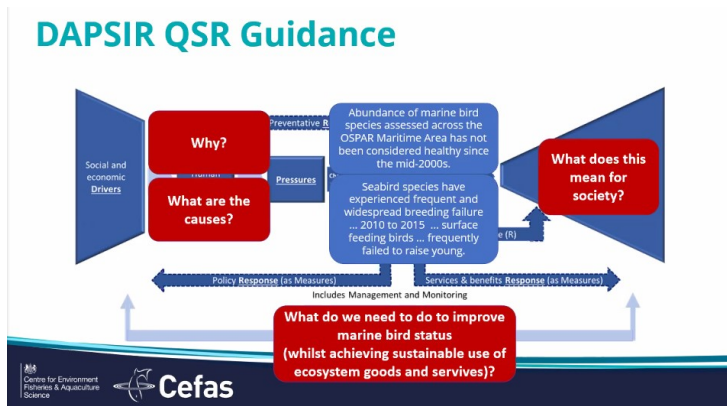 DAPSIR QSR Guidance
Social and
economic
Drivers
Why?
What are the
causes?
Human
Preventative R
Pressures
Abundance of marine bird
species assessed across the
OSPAR Maritime Area has not
been considered healthy since
the mid-2000s.
Seabird species have
experienced frequent and
widespread breeding failure
... 2010 to 2015 ... surface
feeding birds ... frequently
failed to raise young.
What does this
mean for
society?
e (R)
Policy Response (as Measures)
Services & benefits Response (as Measures)
Includes Management and Monitoring
What do we need to do to improve
marine bird status
(whilst achieving sustainable use of
ecosystem goods and servives)?
Centre for Environment
Fisheries & Aquaculture
Science
Cefas